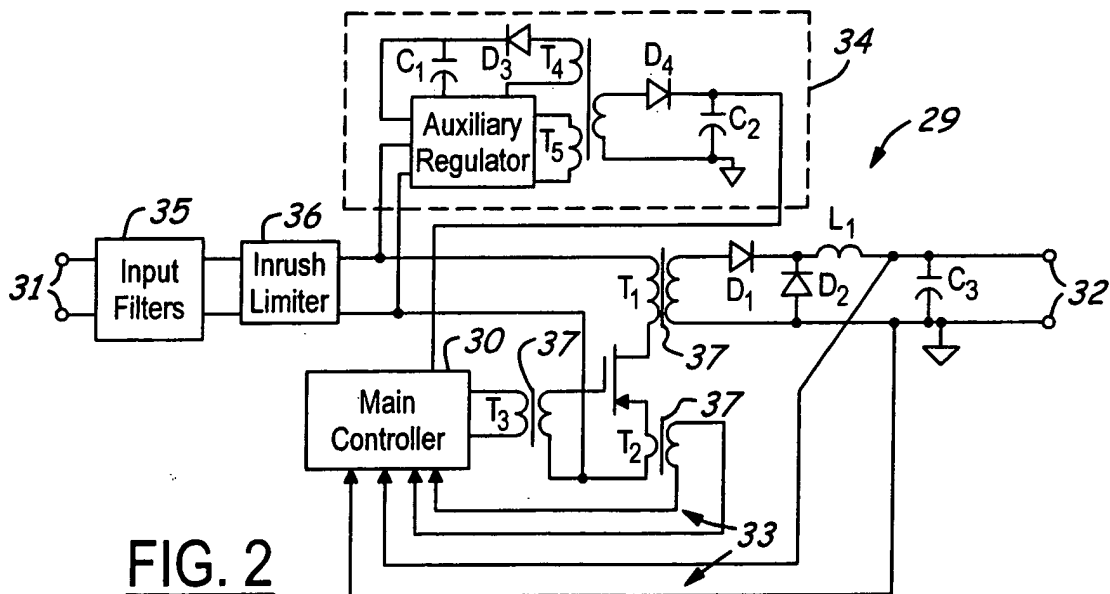 C1
D3
T4
D4
34
Auxiliary
Regulator
T5
C2
29
35
36
L1
31
Input
Filters
Inrush
Limiter
T1
D1
D2
C3
32
30
37
37
Main
Controller
T3
37
T2
33
FIG. 2